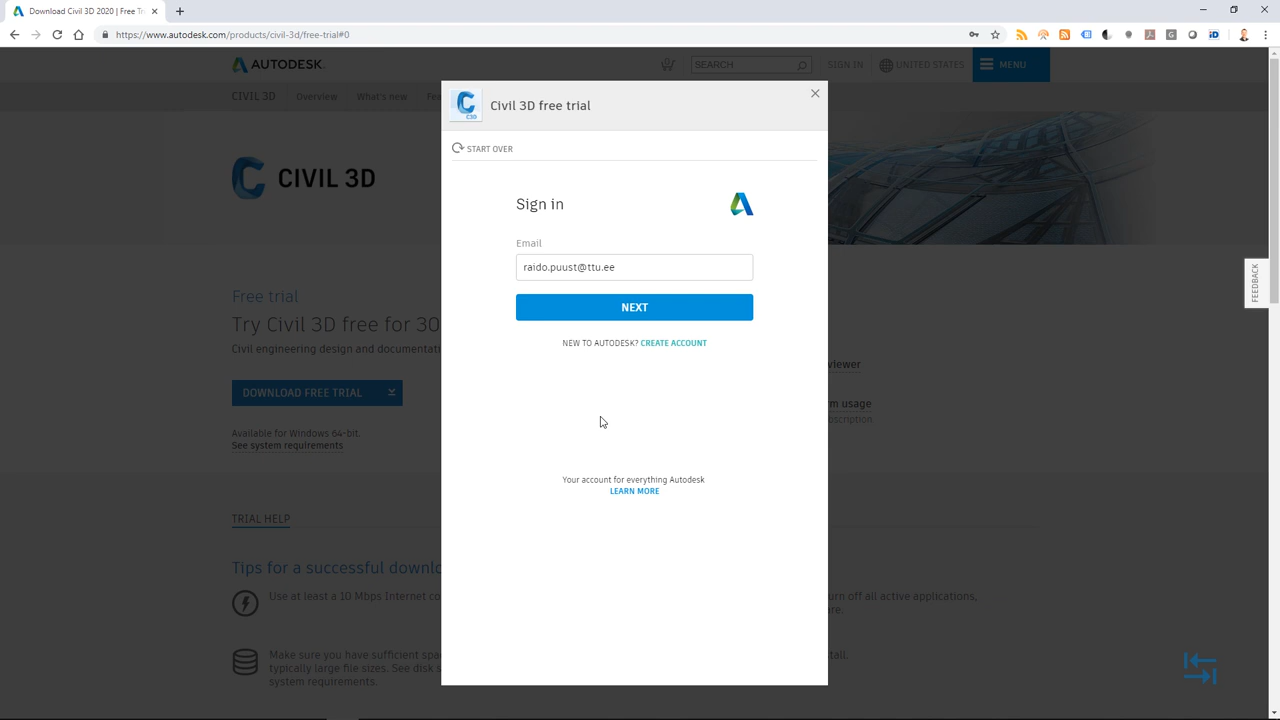 Download Civil 3D 2020 | Free Tri
https://www.autodesk.com/products/civil-3d/free-trial#0
AUTODESK.
SEARCH
SIGN IN
UNITED STATES
MENU
CIVIL 3D
Overview
What's new
CIVIL 3D
Civil 3D free trial
C3D
START OVER
Sign in
Email
raido.puust@ttu.ee
NEXT
NEW TO AUTODESK? CREATE ACCOUNT
Your account for everything Autodesk
LEARN MORE
FEEDBACK
Free trial
Try Civil 3D free for 30
Civil engineering design and documentati
viewer
DOWNLOAD FREE TRIAL
rm usage
bscription
Available for Windows 64-bit.
See system requirements
TRIAL HELP
Tips for a successful downlo
Use at least a 10 Mbps Internet co
urn off all active applications,
re.
Make sure you have sufficient spa
typically large file sizes. See disk s
system requirements.
tall.